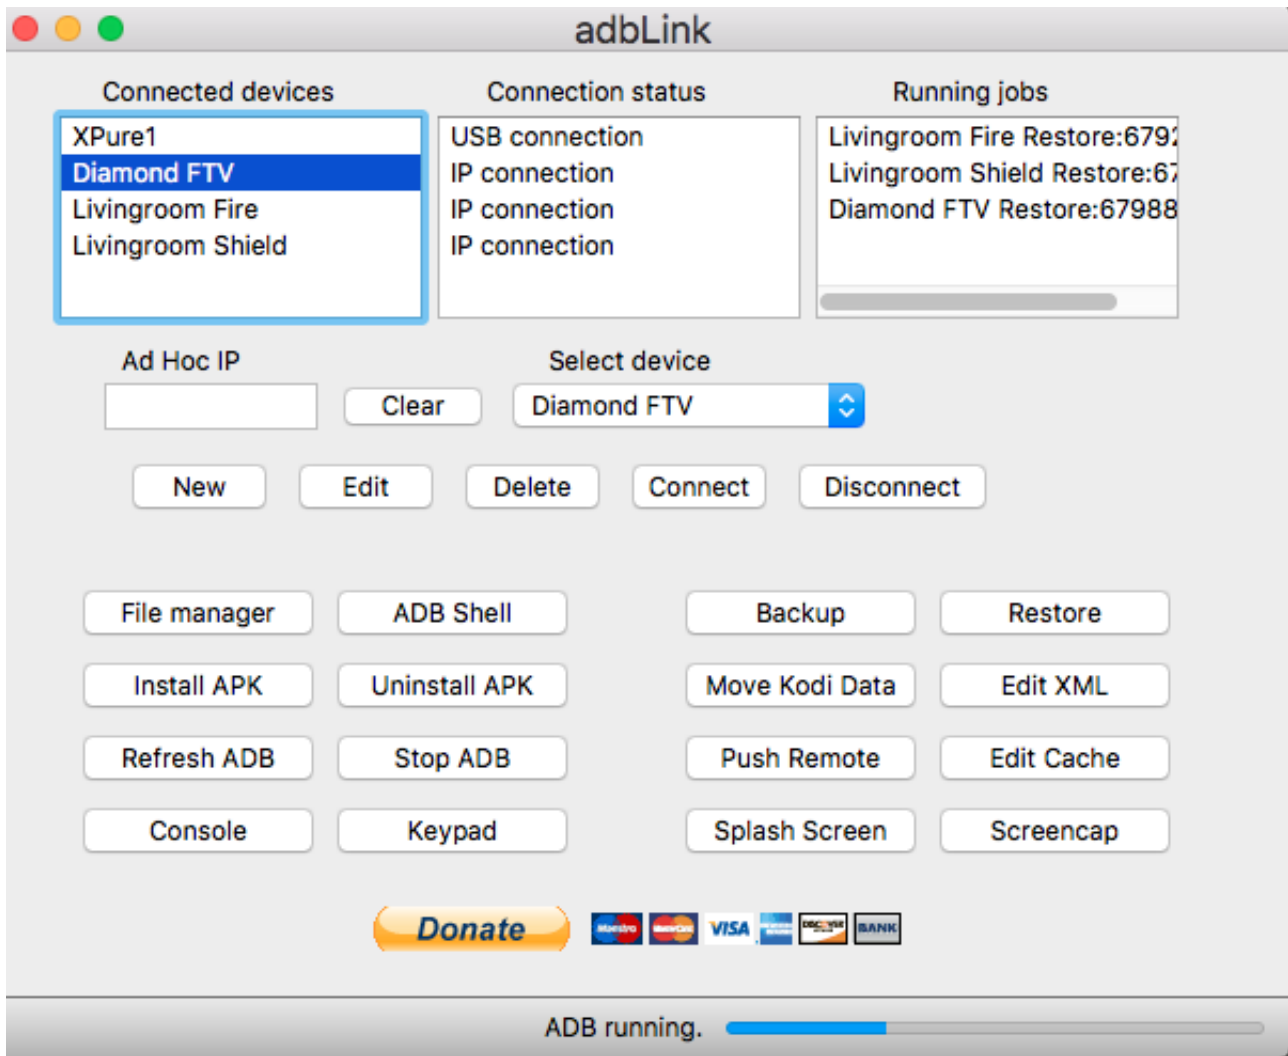 adbLink
Connected devices
Connection status
Running jobs
XPure1
USB connection
Livingroom Fire Restore:6792
Diamond FTV
IP connection
Livingroom Shield Restore:67
Livingroom Fire
IP connection
Diamond FTV Restore:67988
Livingroom Shield
IP connection
Ad Hoc IP
Select device
Clear
Diamond FTV
New
Edit
Delete
Connect
Disconnect
File manager
ADB Shell
Backup
Restore
Install APK
Uninstall APK
Move Kodi Data
Edit XML
Refresh ADB
Stop ADB
Push Remote
Edit Cache
Console
Keypad
Splash Screen
Screencap
Donate
Maestro
MasterCard
VISA
DISCOVER
BANK
ADB running.